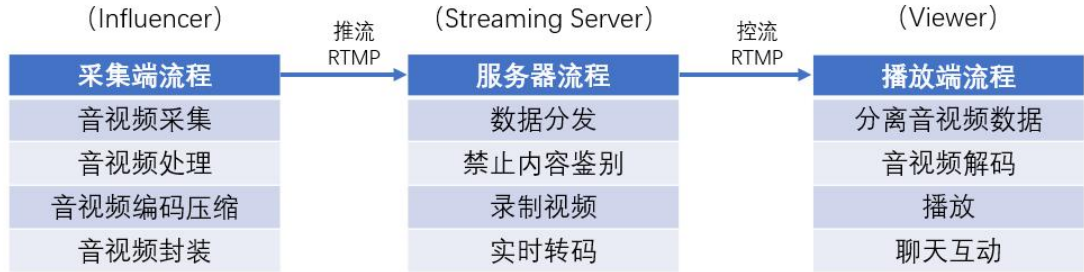 (Influencer)
推流
RTMP
(Streaming Server)
控流
RTMP
(Viewer)
采集端流程
服务器流程
播放端流程
音视频采集
数据分发
分离音视频数据
音视频处理
禁止内容鉴别
音视频解码
音视频编码压缩
录制视频
播放
音视频封装
实时转码
聊天互动